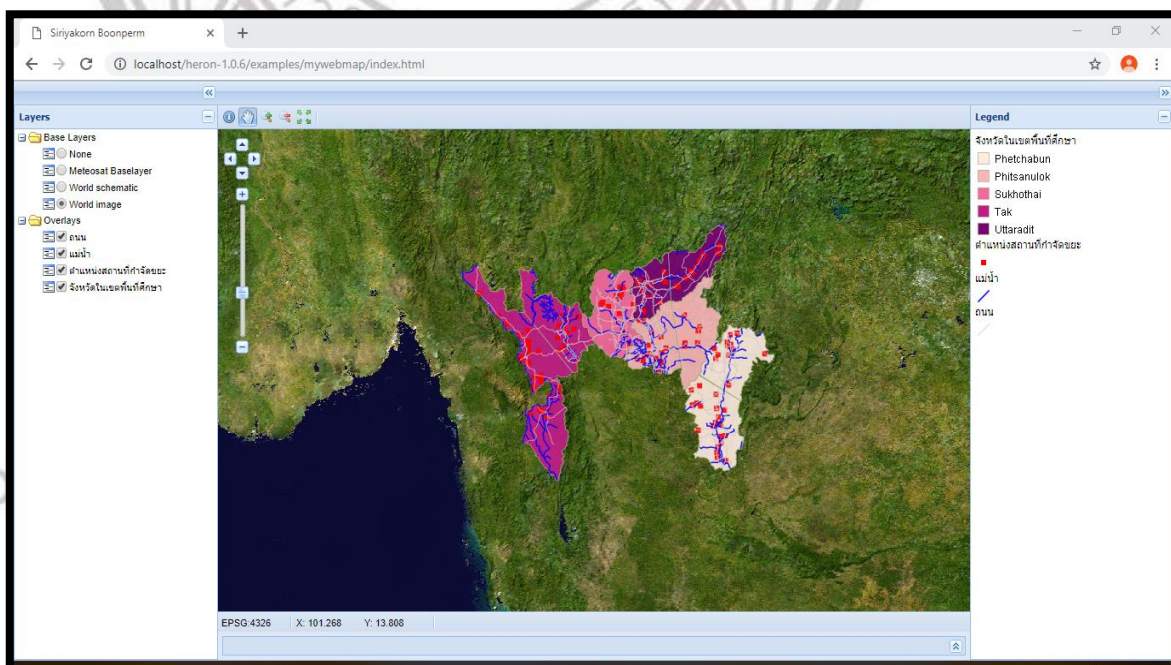 Siriyakorn Boonperm
localhost/heron-1.0.6/examples/mywebmap/index.html
Layers
Base Layers
None
Meteosat Baselayer
World schematic
World image
Overlays
ถนน
แม่น้ำ
ตำแหน่งสถานที่กำจัดขยะ
จังหวัดในเขตพื้นที่ศึกษา
Legend
จังหวัดในเขตพื้นที่ศึกษา
Phetchabun
Phitsanulok
Sukhothai
Tak
Uttaradit
ตำแหน่งสถานที่กำจัดขยะ
แม่น้ำ
ถนน
EPSG:4326 X: 101.268 Y: 13.808